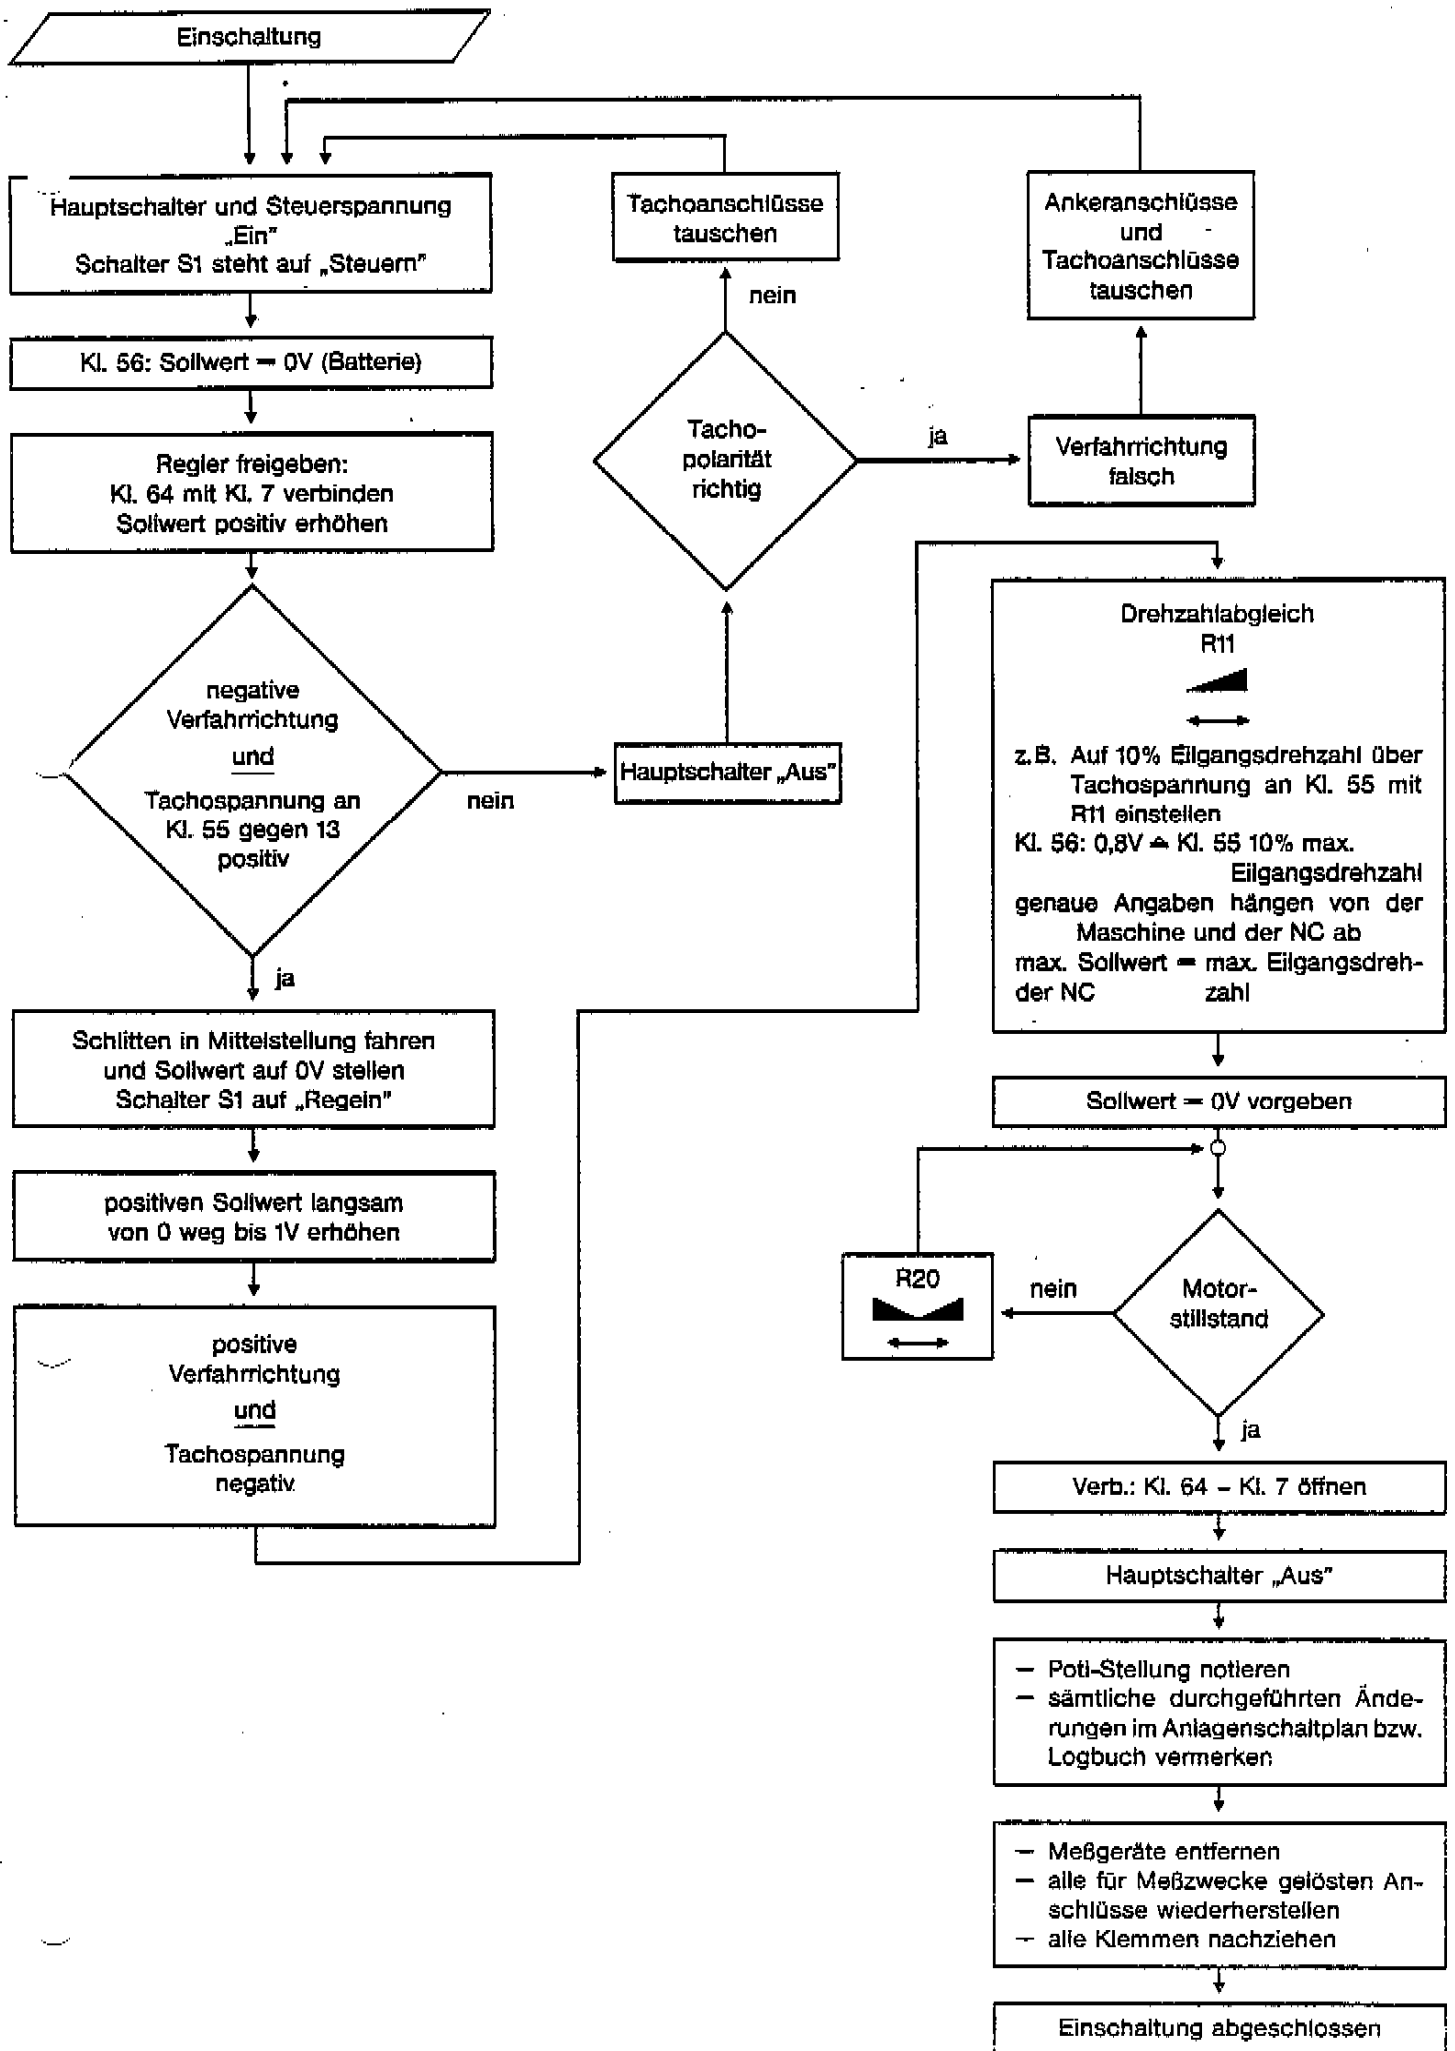 Einschaltung
Hauptschalter und Steuerspannung
„Ein”
Schalter S1 steht auf „Steuern”
Kl. 56: Sollwert = 0V (Batterie)
Regler freigeben:
Kl. 64 mit Kl. 7 verbinden
Sollwert positiv erhöhen
negative
Verfahrrichtung
und
Tachospannung an
Kl. 55 gegen 13
positiv
nein
Hauptschalter „Aus”
Tacho-
polarität
richtig
nein
Tachoanschlüsse
tauschen
ja
Verfahrrichtung
falsch
Ankeranschlüsse
und
Tachoanschlüsse
tauschen
ja
Schlitten in Mittelstellung fahren
und Sollwert auf 0V stellen
Schalter S1 auf „Regeln”
positiven Sollwert langsam
von 0 weg bis 1V erhöhen
positive
Verfahrrichtung
und
Tachospannung
negativ
Drehzahlabgleich
R11
z.B. Auf 10% Eilgangsdrehzahl über
Tachospannung an Kl. 55 mit
R11 einstellen
Kl. 56: 0,8V ≙ Kl. 55 10% max.
Eilgangsdrehzahl
genaue Angaben hängen von der
Maschine und der NC ab
max. Sollwert = max. Eilgangsdreh-
der NC zahl
Sollwert = 0V vorgeben
Motor-
stillstand
nein
R20
ja
Verb.: Kl. 64 – Kl. 7 öffnen
Hauptschalter „Aus”
– Poti-Stellung notieren
– sämtliche durchgeführten Ände-
rungen im Anlagenschaltplan bzw.
Logbuch vermerken
– Meßgeräte entfernen
– alle für Meßzwecke gelösten An-
schlüsse wiederherstellen
– alle Klemmen nachziehen
Einschaltung abgeschlossen